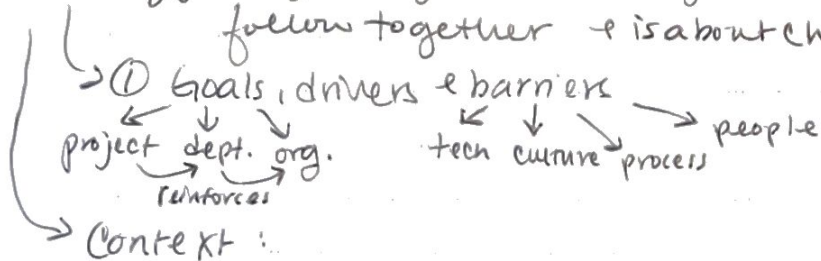 follow together & is about ch
① Goals, drivers & barriers
project dept. org. tech culture process people
reinforces
Context :